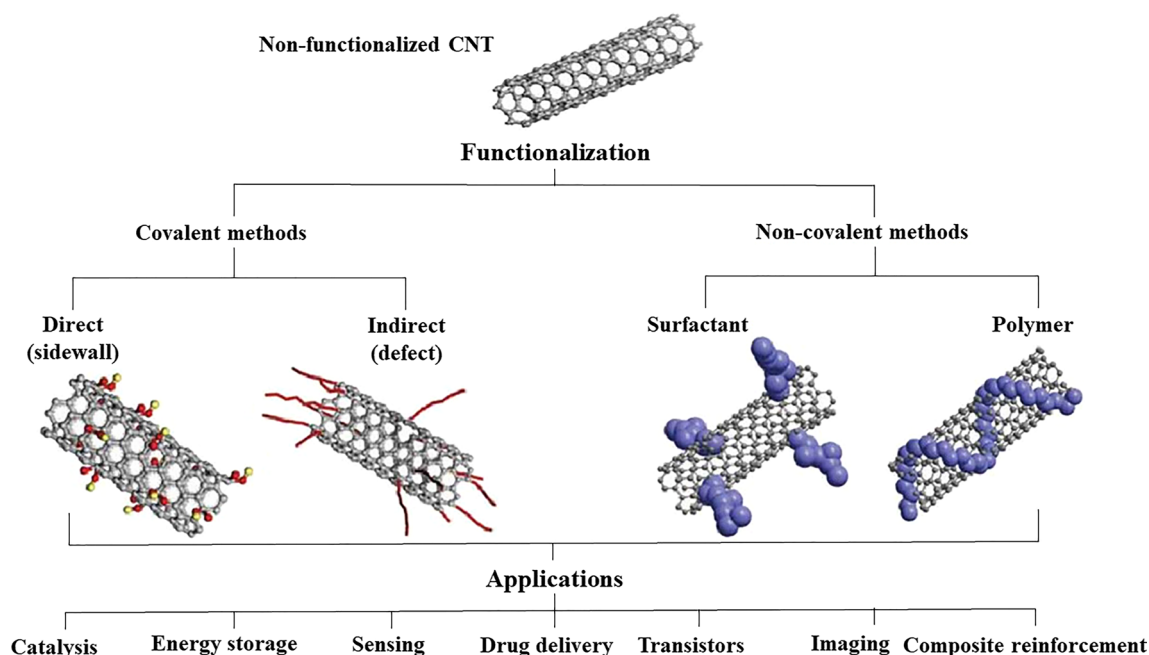 Non-functionalized CNT
Functionalization
Covalent methods
Non-covalent methods
Direct
(sidewall)
Indirect
(defect)
Surfactant
Polymer
Applications
Catalysis
Energy storage
Sensing
Drug delivery
Transistors
Imaging
Composite reinforcement